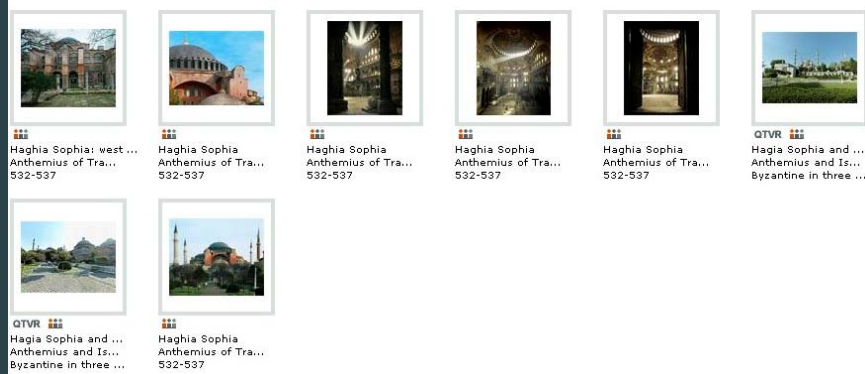 Haghia Sophia: west ...
Anthemius of Tra...
532-537
Haghia Sophia
Anthemius of Tra...
532-537
Haghia Sophia
Anthemius of Tra...
532-537
Haghia Sophia
Anthemius of Tra...
532-537
Haghia Sophia
Anthemius of Tra...
532-537
QTVR
Hagia Sophia and ...
Anthemius and Is...
Byzantine in three ...
QTVR
Hagia Sophia and ...
Anthemius and Is...
Byzantine in three ...
Haghia Sophia
Anthemius of Tra...
532-537